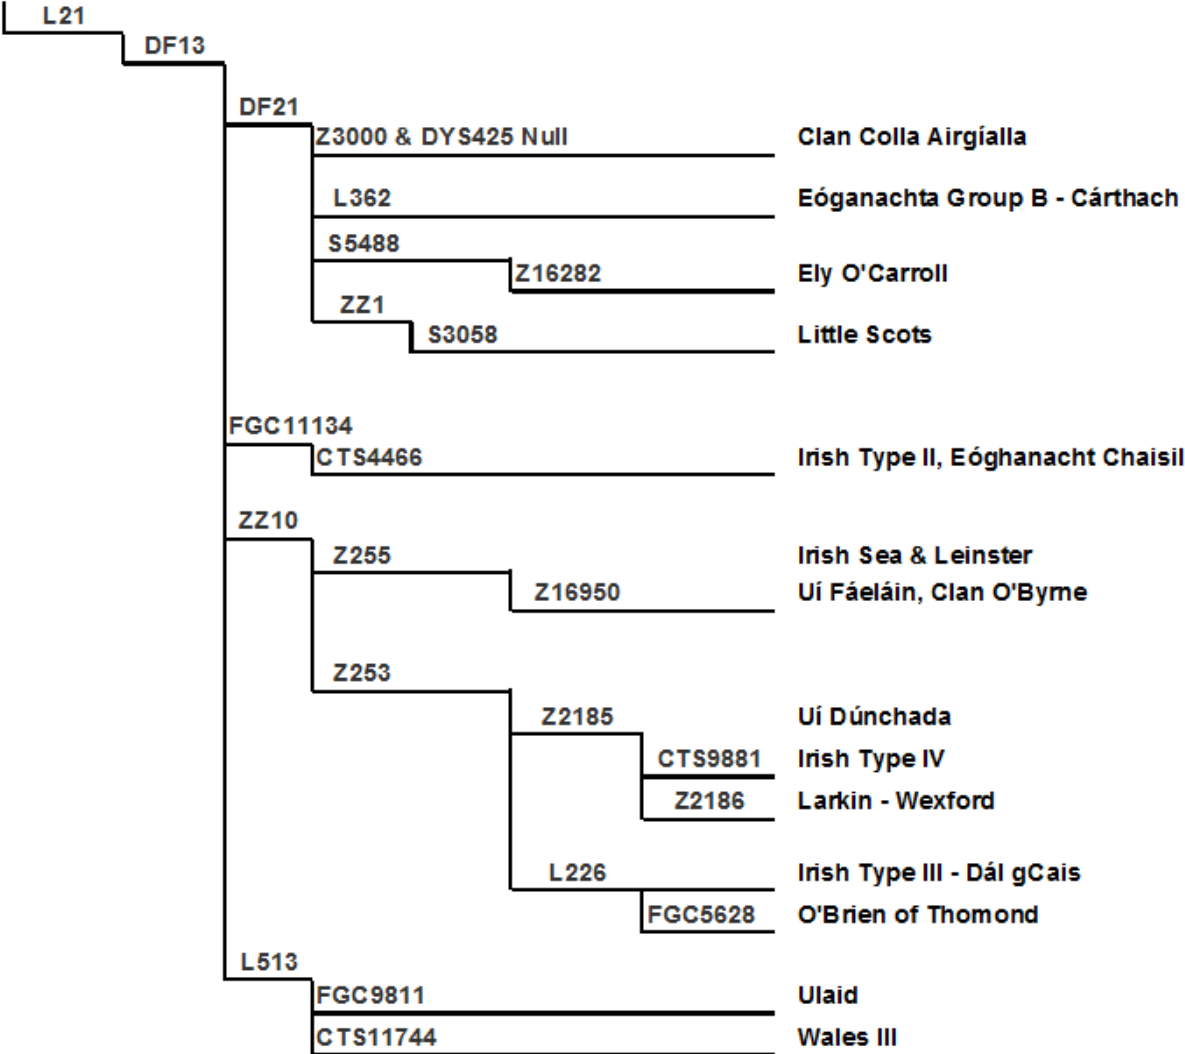 L21
DF13
DF21
Z3000 & DYS425 Null Clan Colla Airgíalla
L362 Eóganachta Group B - Cárthach
S5488
Z16282 Ely O'Carroll
ZZ1
S3058 Little Scots
FGC11134
CTS4466 Irish Type II, Eóghanacht Chaisil
ZZ10
Z255 Irish Sea & Leinster
Z16950 Uí Fáeláin, Clan O'Byrne
Z253
Z2185 Uí Dúnchada
CTS9881 Irish Type IV
Z2186 Larkin - Wexford
L226 Irish Type III - Dál gCais
FGC5628 O'Brien of Thomond
L513
FGC9811 Ulaid
CTS11744 Wales III